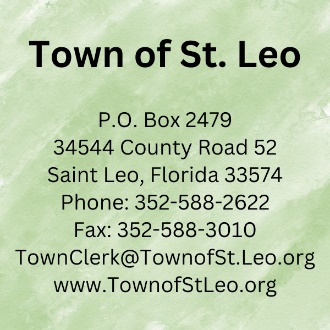 Town of St. Leo
P.O. Box 2479
34544 County Road 52
Saint Leo, Florida 33574
Phone: 352-588-2622
Fax: 352-588-3010
TownClerk@TownofSt.Leo.org
www.TownofStLeo.org